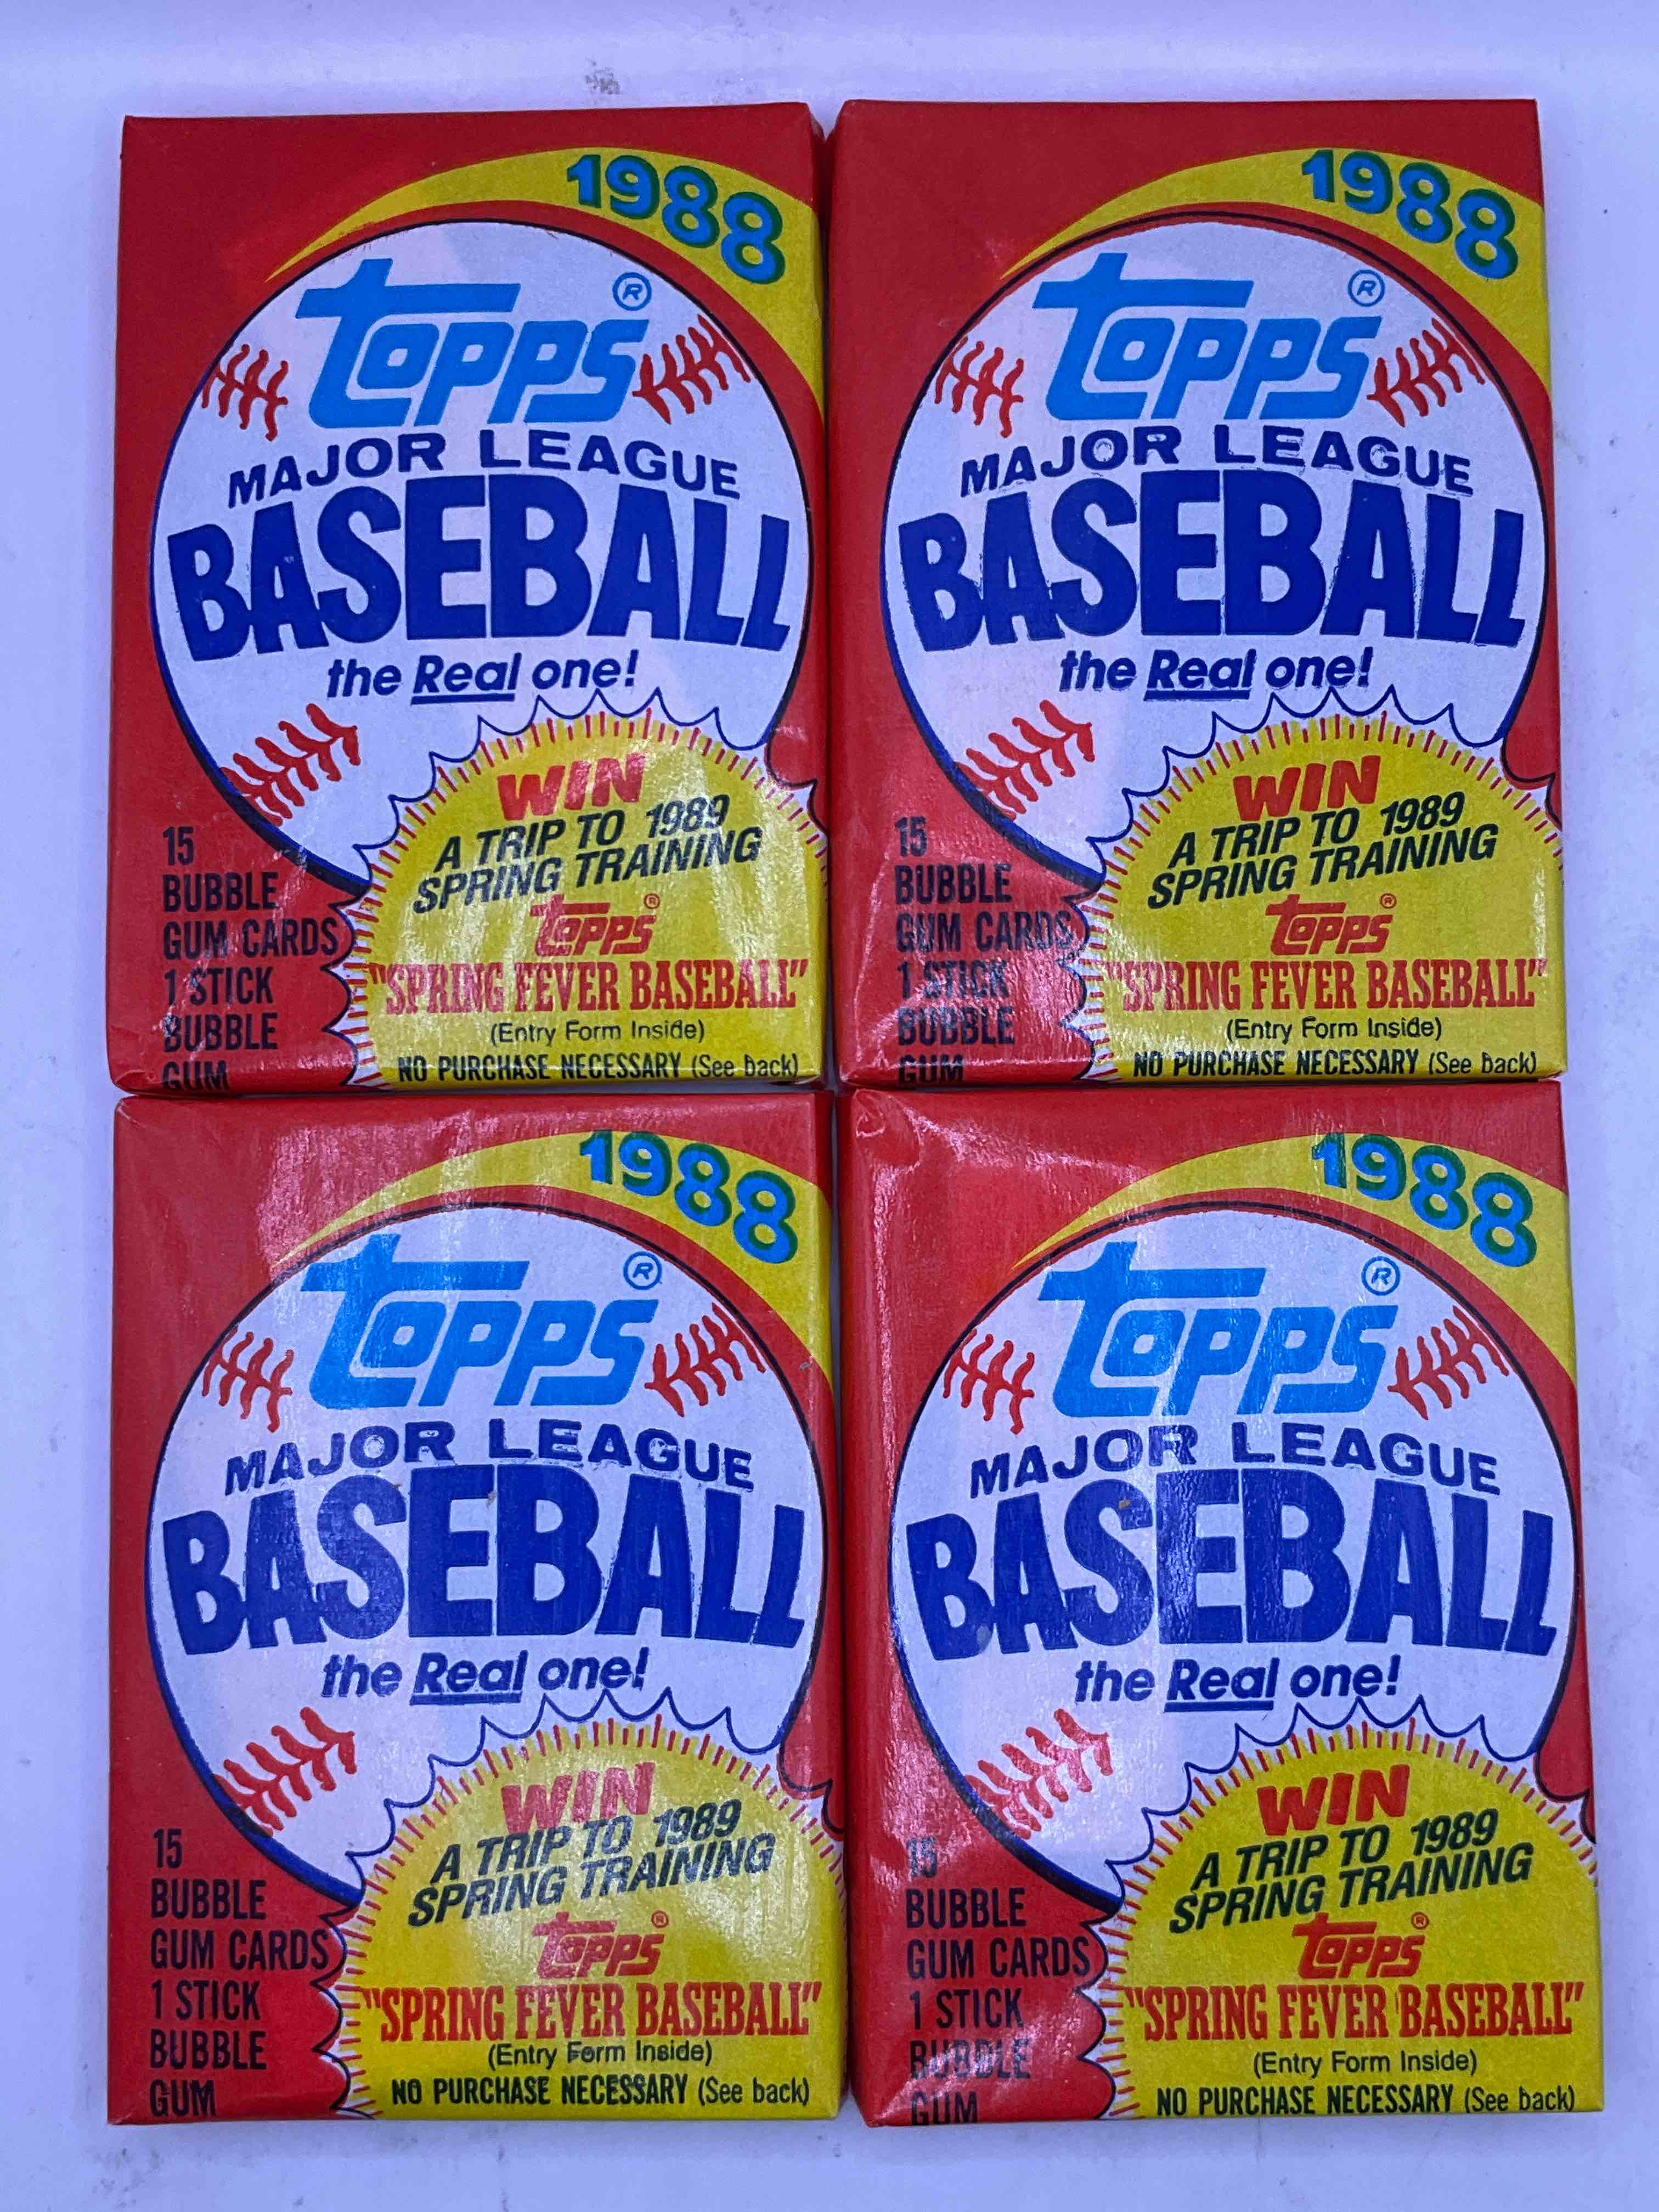 1988
Topps®
MAJOR LEAGUE
BASEBALL
the Real one!
WIN
A TRIP TO 1989
SPRING TRAINING
Topps®
"SPRING FEVER BASEBALL"
(Entry Form Inside)
NO PURCHASE NECESSARY (See back)
15
BUBBLE
GUM CARDS
1 STICK
BUBBLE
GUM
1988
Topps®
MAJOR LEAGUE
BASEBALL
the Real one!
WIN
A TRIP TO 1989
SPRING TRAINING
Topps®
"SPRING FEVER BASEBALL"
(Entry Form Inside)
NO PURCHASE NECESSARY (See back)
15
BUBBLE
GUM CARDS
1 STICK
BUBBLE
GUM
1988
Topps®
MAJOR LEAGUE
BASEBALL
the Real one!
WIN
A TRIP TO 1989
SPRING TRAINING
Topps®
"SPRING FEVER BASEBALL"
(Entry Form Inside)
NO PURCHASE NECESSARY (See back)
15
BUBBLE
GUM CARDS
1 STICK
BUBBLE
GUM
1988
Topps®
MAJOR LEAGUE
BASEBALL
the Real one!
WIN
A TRIP TO 1989
SPRING TRAINING
Topps®
"SPRING FEVER BASEBALL"
(Entry Form Inside)
NO PURCHASE NECESSARY (See back)
15
BUBBLE
GUM CARDS
1 STICK
BUBBLE
GUM